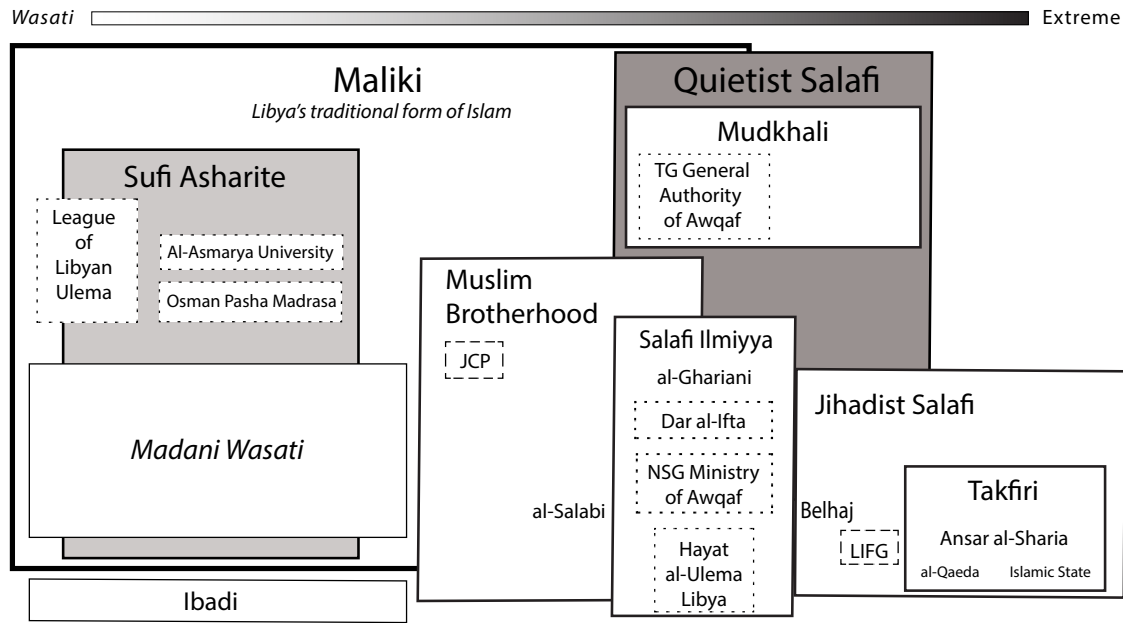 Wasati
Extreme
Maliki
Libya's traditional form of Islam
Quietist Salafi
Mudkhali
TG General
Authority
of Awqaf
Sufi Asharite
League
of
Libyan
Ulema
Al-Asmarya University
Osman Pasha Madrasa
Madani Wasati
Ibadi
Muslim
Brotherhood
JCP
al-Salabi
Salafi Ilmiyya
al-Ghariani
Dar al-Ifta
NSG Ministry
of Awqaf
Hayat
al-Ulema
Libya
Jihadist Salafi
Belhaj
LIFG
Takfiri
Ansar al-Sharia
al-Qaeda
Islamic State